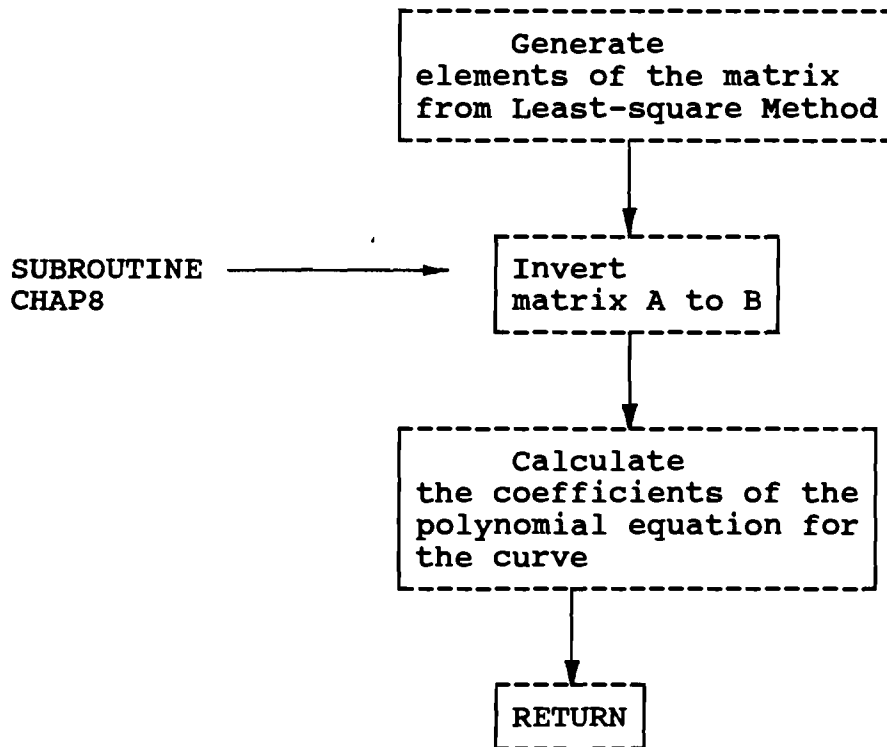 Generate
elements of the matrix
from Least-square Method
SUBROUTINE
CHAP8
Invert
matrix A to B
Calculate
the coefficients of the
polynomial equation for
the curve
RETURN